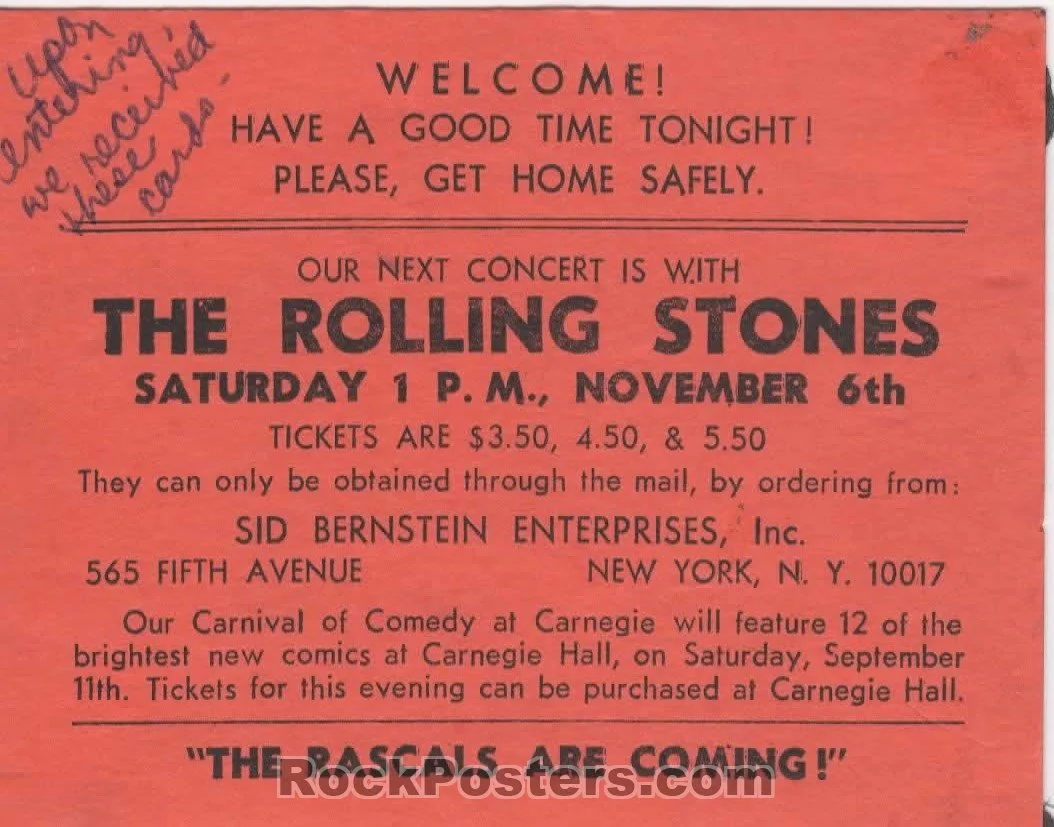 Upon
entering
we received
these
cards.
WELCOME!
HAVE A GOOD TIME TONIGHT!
PLEASE, GET HOME SAFELY.
OUR NEXT CONCERT IS WITH
THE ROLLING STONES
SATURDAY 1 P. M., NOVEMBER 6th
TICKETS ARE $3.50, 4.50, & 5.50
They can only be obtained through the mail, by ordering from:
SID BERNSTEIN ENTERPRISES, Inc.
565 FIFTH AVENUE NEW YORK, N. Y. 10017
Our Carnival of Comedy at Carnegie will feature 12 of the
brightest new comics at Carnegie Hall, on Saturday, September
11th. Tickets for this evening can be purchased at Carnegie Hall.
"THE RASCALS ARE COMING!"
RockPosters.com